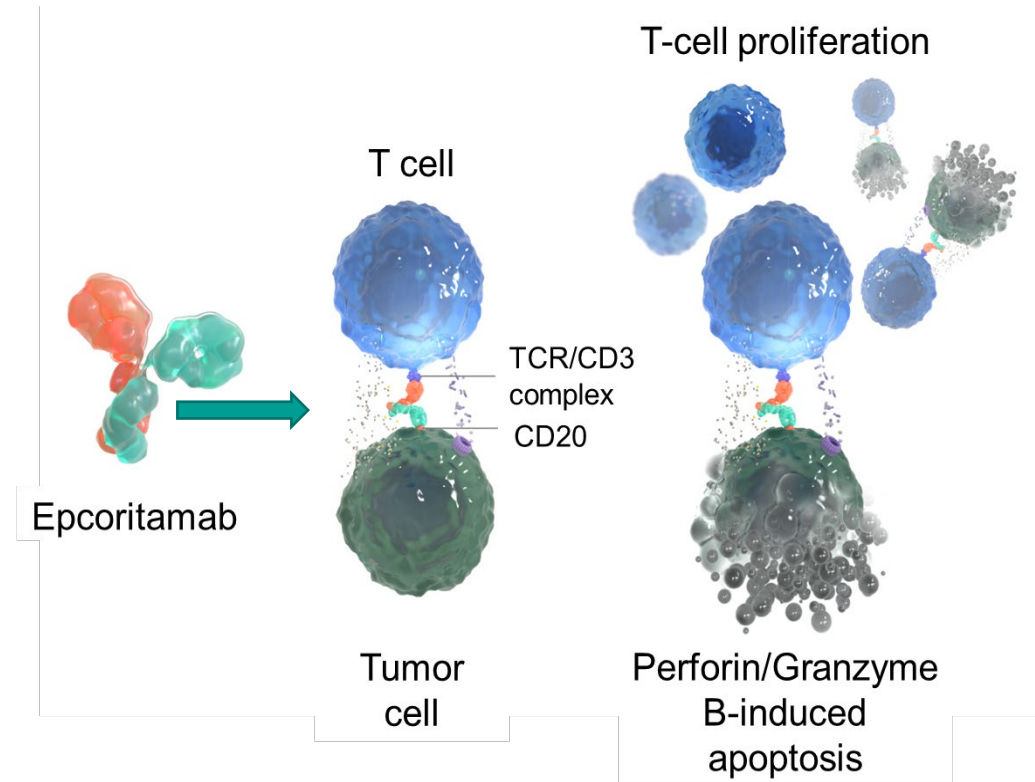 T-cell proliferation
T cell
TCR/CD3
complex
CD20
Epcoritamab
Tumor
cell
Perforin/Granzyme
B-induced
apoptosis